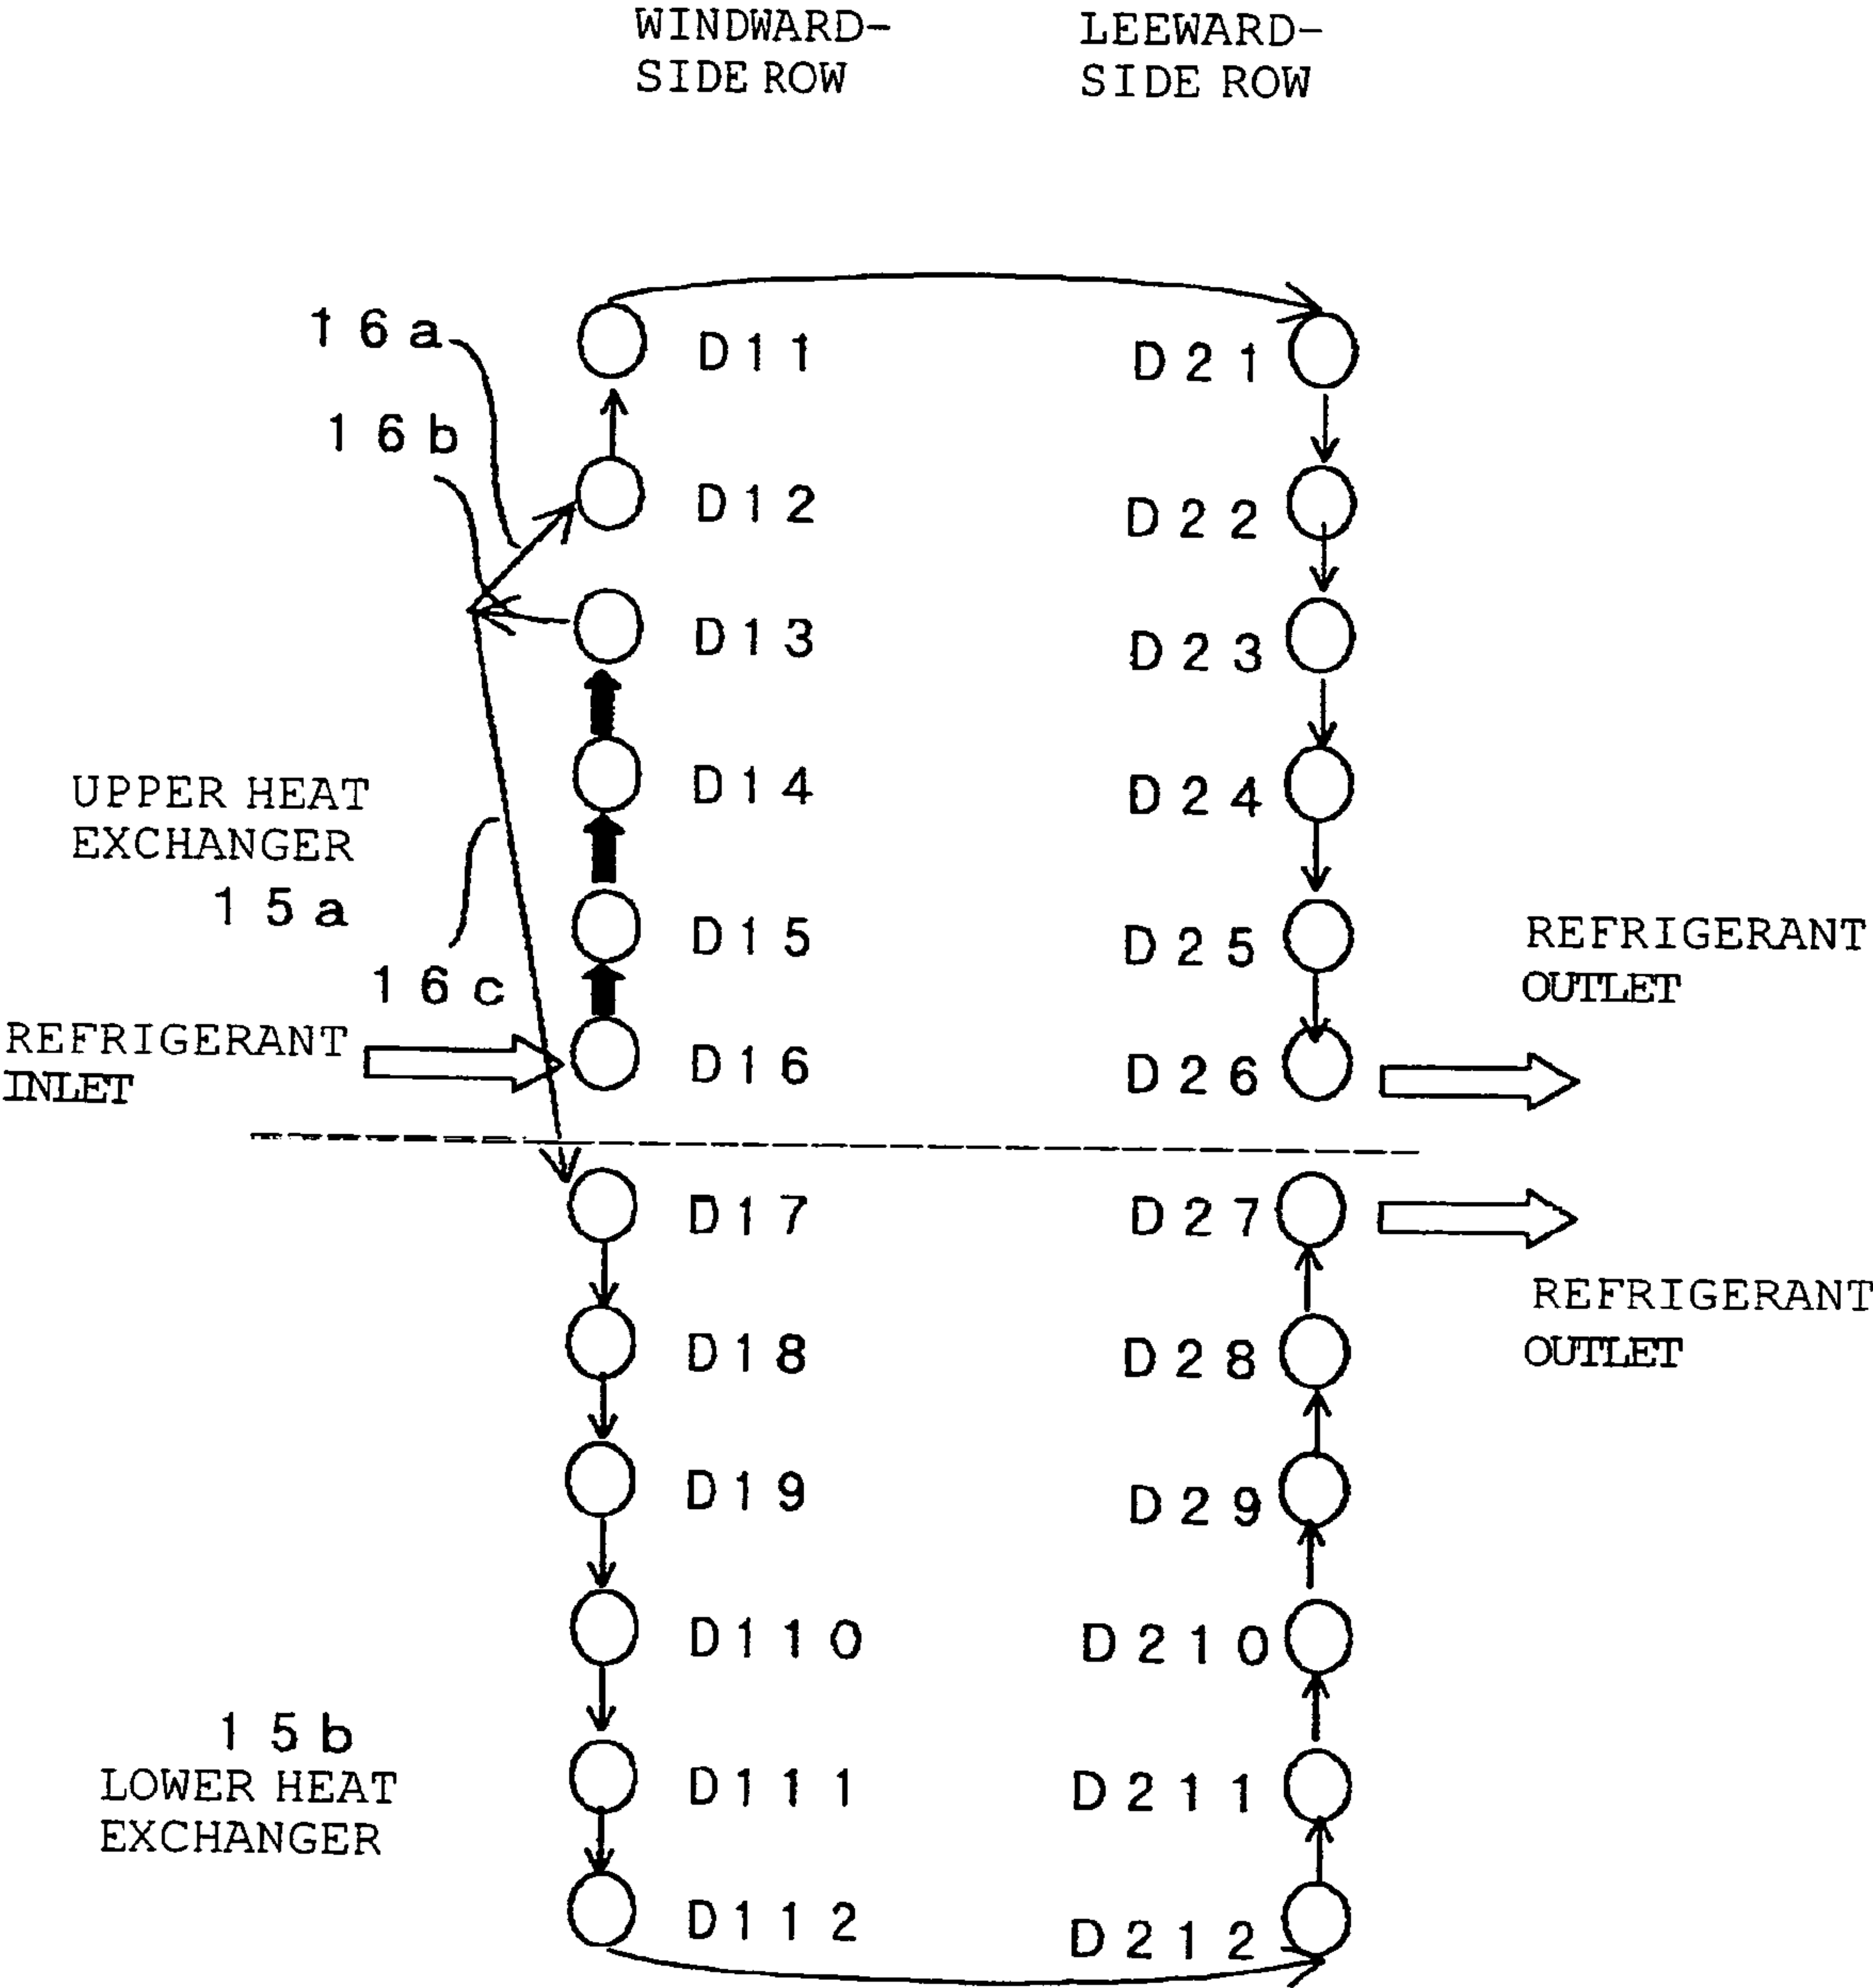 WINDWARD-
SIDE ROW
LEEWARD-
SIDE ROW
16a
D11
D21
16b
D12
D22
D13
D23
UPPER HEAT
EXCHANGER
15a
D14
D24
D15
D25
REFRIGERANT
OUTLET
16c
REFRIGERANT
INLET
D16
D26
D17
D27
REFRIGERANT
OUTLET
D18
D28
D19
D29
D110
D210
15b
LOWER HEAT
EXCHANGER
D111
D211
D112
D212